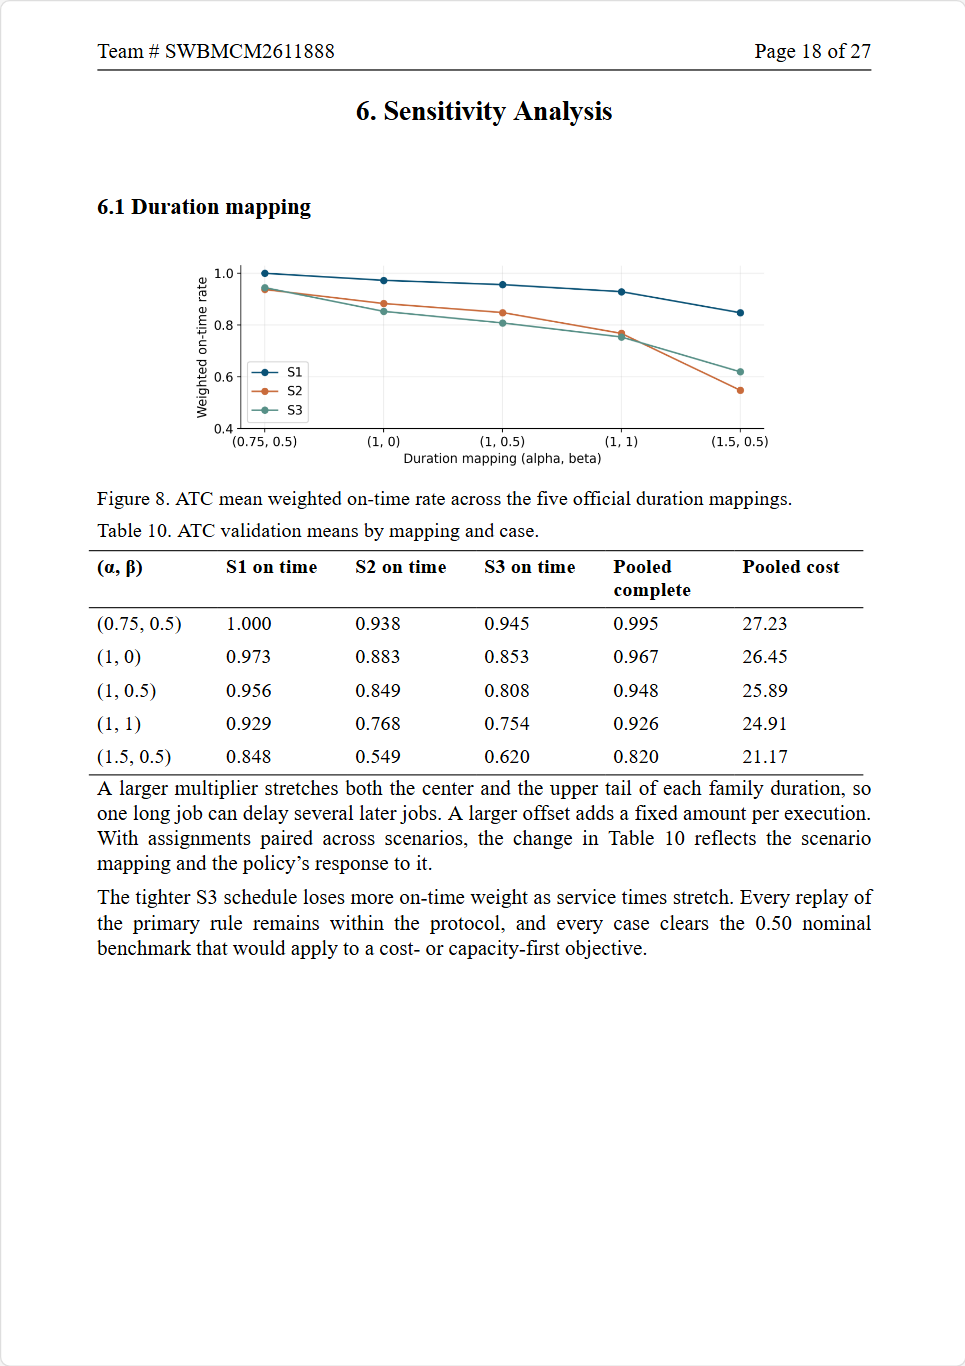 Team # SWBMCM2611888 Page 18 of 27
6. Sensitivity Analysis
6.1 Duration mapping
Weighted on-time rate
1.0
0.8
0.6
0.4
S1
S2
S3
(0.75, 0.5) (1, 0) (1, 0.5) (1, 1) (1.5, 0.5)
Duration mapping (alpha, beta)
Figure 8. ATC mean weighted on-time rate across the five official duration mappings.
Table 10. ATC validation means by mapping and case.
(α, β) S1 on time S2 on time S3 on time Pooled complete Pooled cost
(0.75, 0.5) 1.000 0.938 0.945 0.995 27.23
(1, 0) 0.973 0.883 0.853 0.967 26.45
(1, 0.5) 0.956 0.849 0.808 0.948 25.89
(1, 1) 0.929 0.768 0.754 0.926 24.91
(1.5, 0.5) 0.848 0.549 0.620 0.820 21.17
A larger multiplier stretches both the center and the upper tail of each family duration, so
one long job can delay several later jobs. A larger offset adds a fixed amount per execution.
With assignments paired across scenarios, the change in Table 10 reflects the scenario
mapping and the policy’s response to it.
The tighter S3 schedule loses more on-time weight as service times stretch. Every replay of
the primary rule remains within the protocol, and every case clears the 0.50 nominal
benchmark that would apply to a cost- or capacity-first objective.